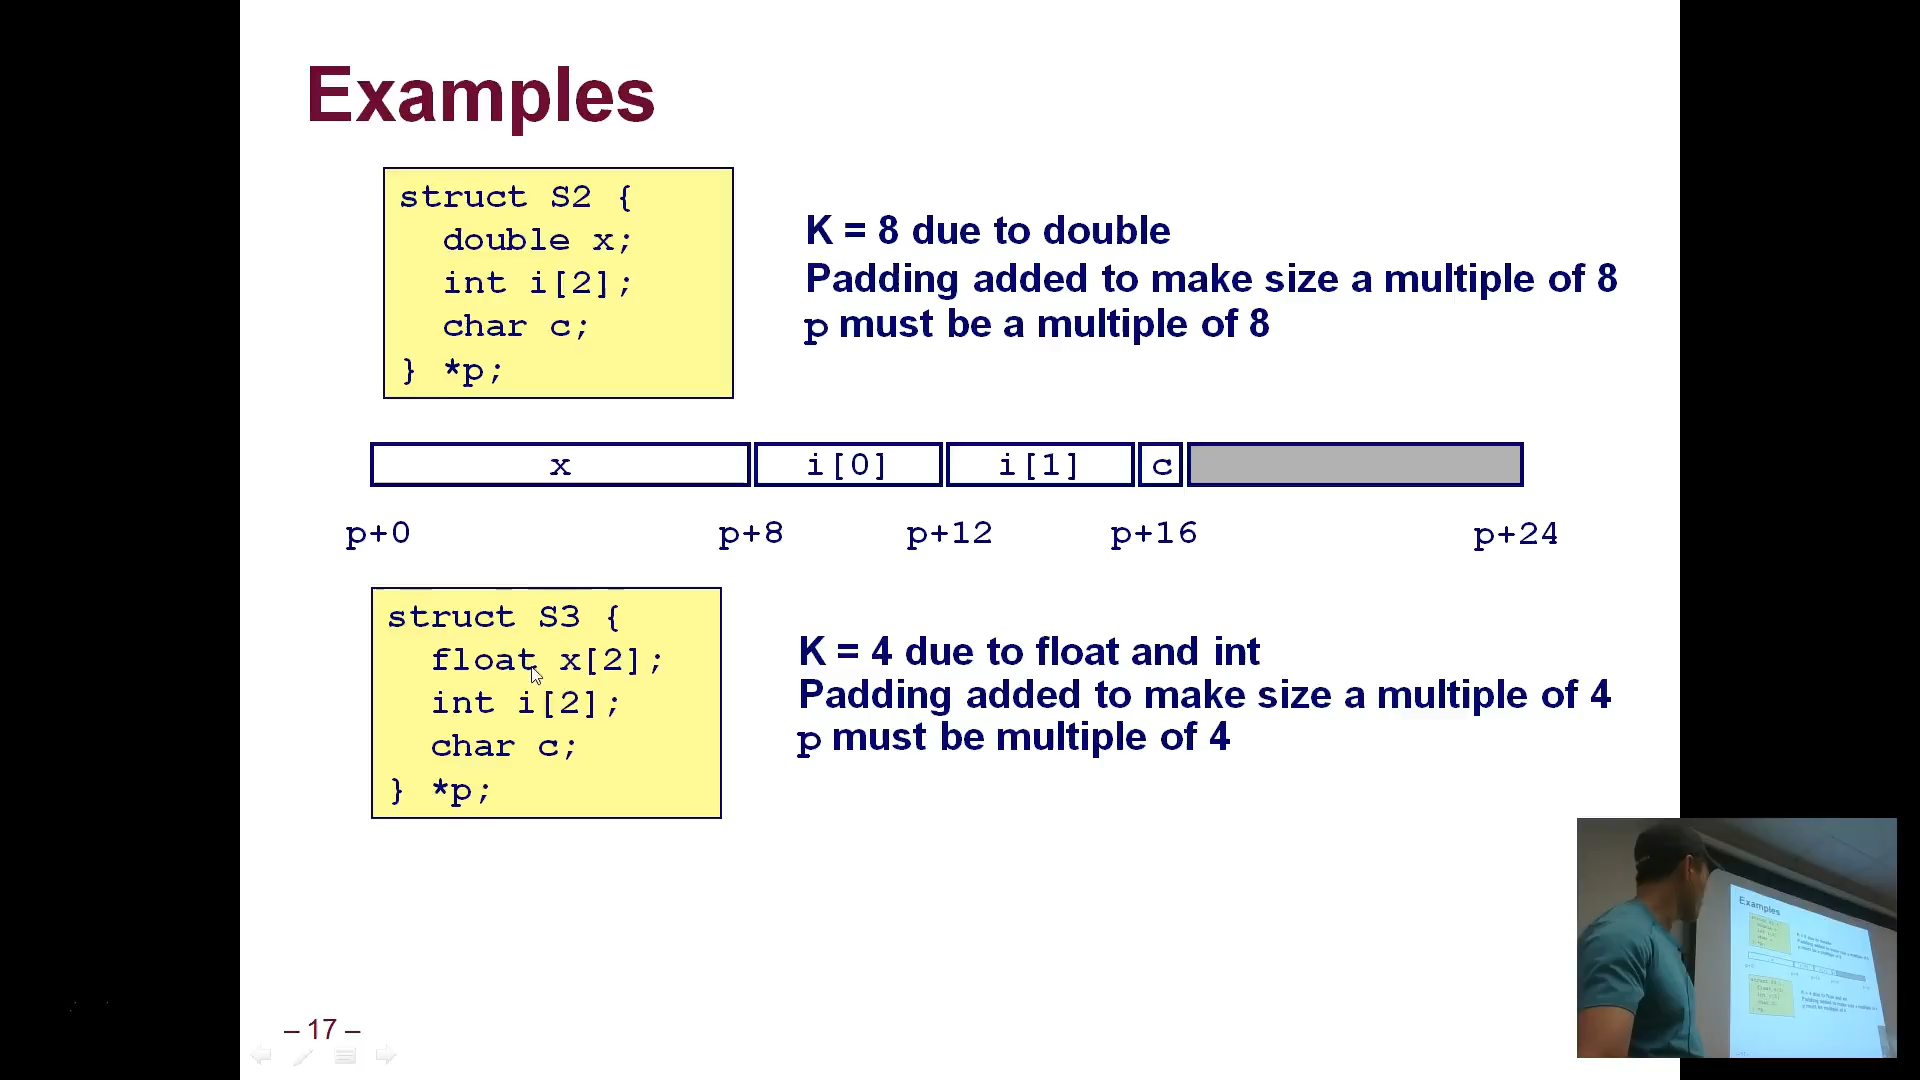 Examples
struct S2 {
double x;
int i[2];
char c;
} *p;
K = 8 due to double
Padding added to make size a multiple of 8
p must be a multiple of 8
x i[0] i[1] c
p+0 p+8 p+12 p+16 p+24
struct S3 {
float x[2];
int i[2];
char c;
} *p;
K = 4 due to float and int
Padding added to make size a multiple of 4
p must be multiple of 4
– 17 –
Examples